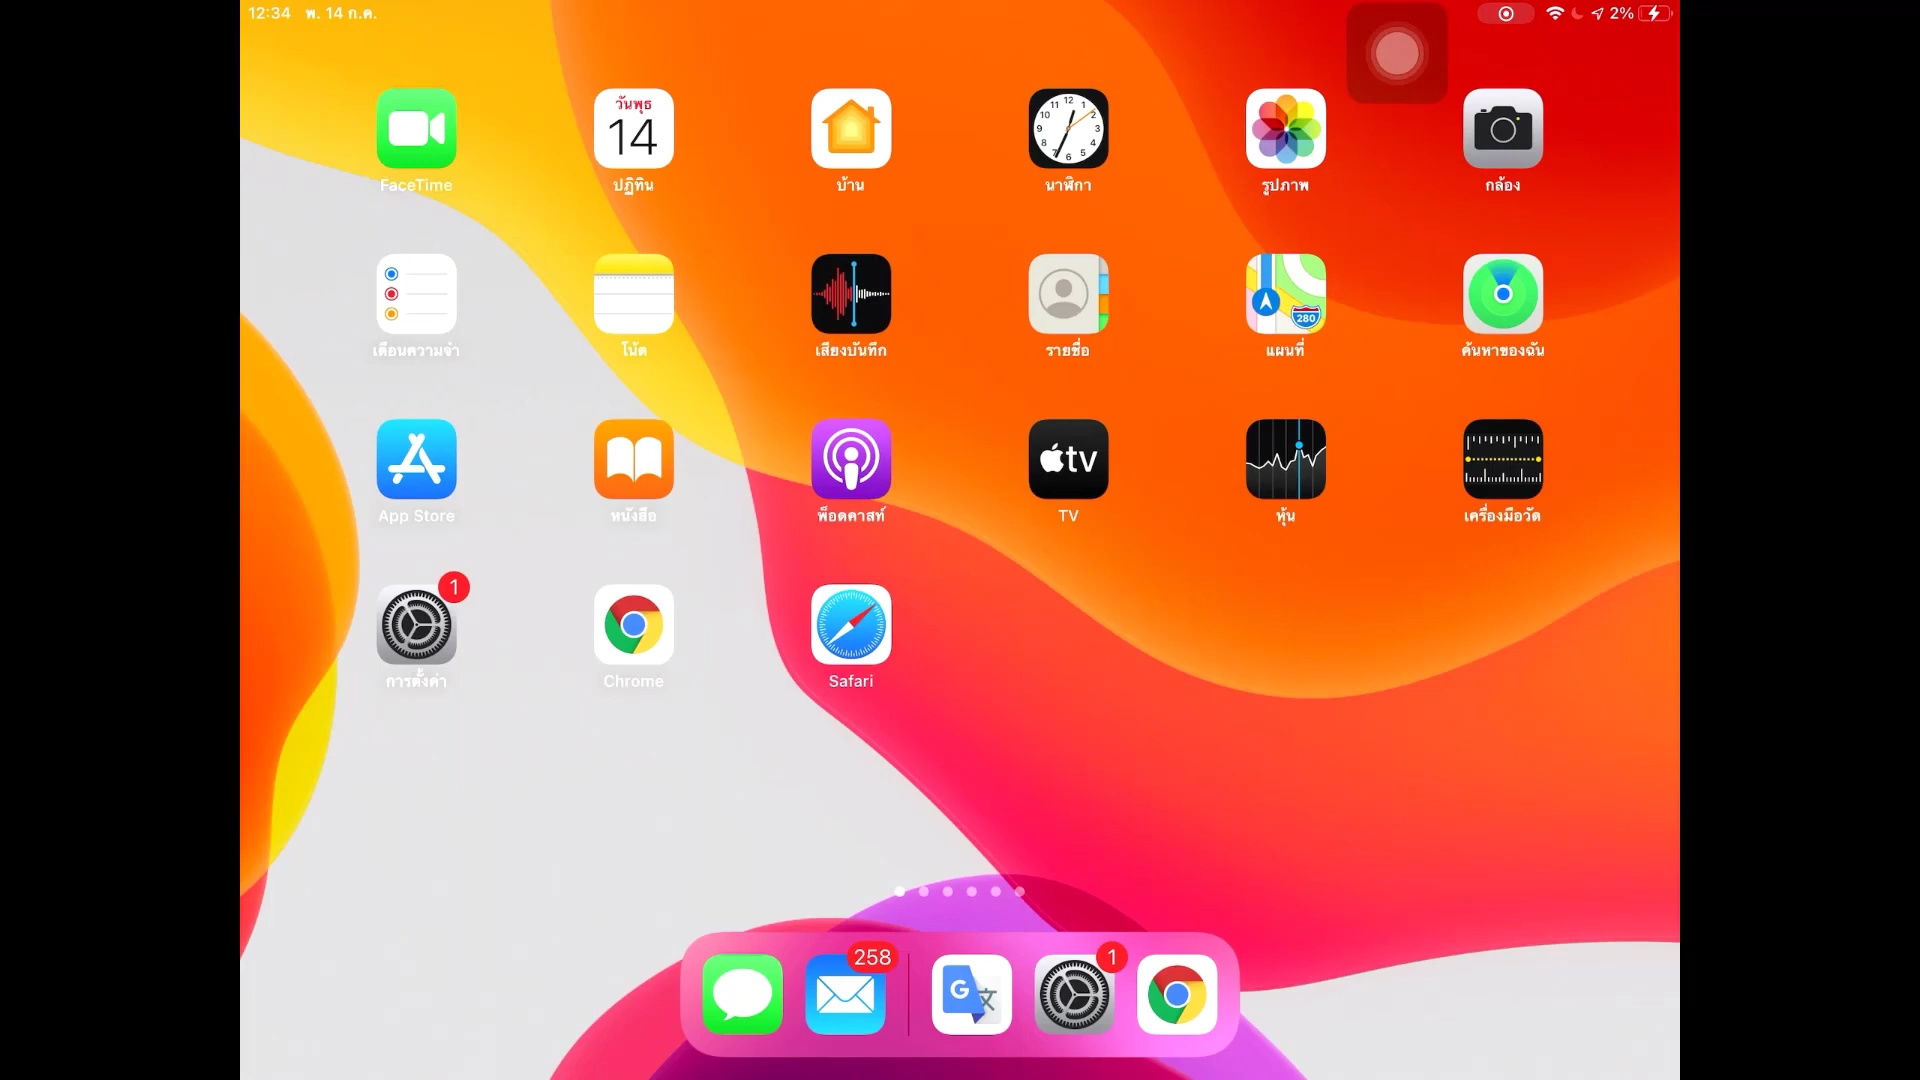 12:34 พ. 14 ก.ค.
2%
วันพุธ
14
FaceTime
ปฏิทิน
บ้าน
นาฬิกา
รูปภาพ
กล้อง
280
เตือนความจำ
โน้ต
เสียงบันทึก
รายชื่อ
แผนที่
ค้นหาของฉัน
tv
App Store
หนังสือ
พ็อดคาสท์
TV
หุ้น
เครื่องมือวัด
1
การตั้งค่า
Chrome
Safari
258
G 文
1